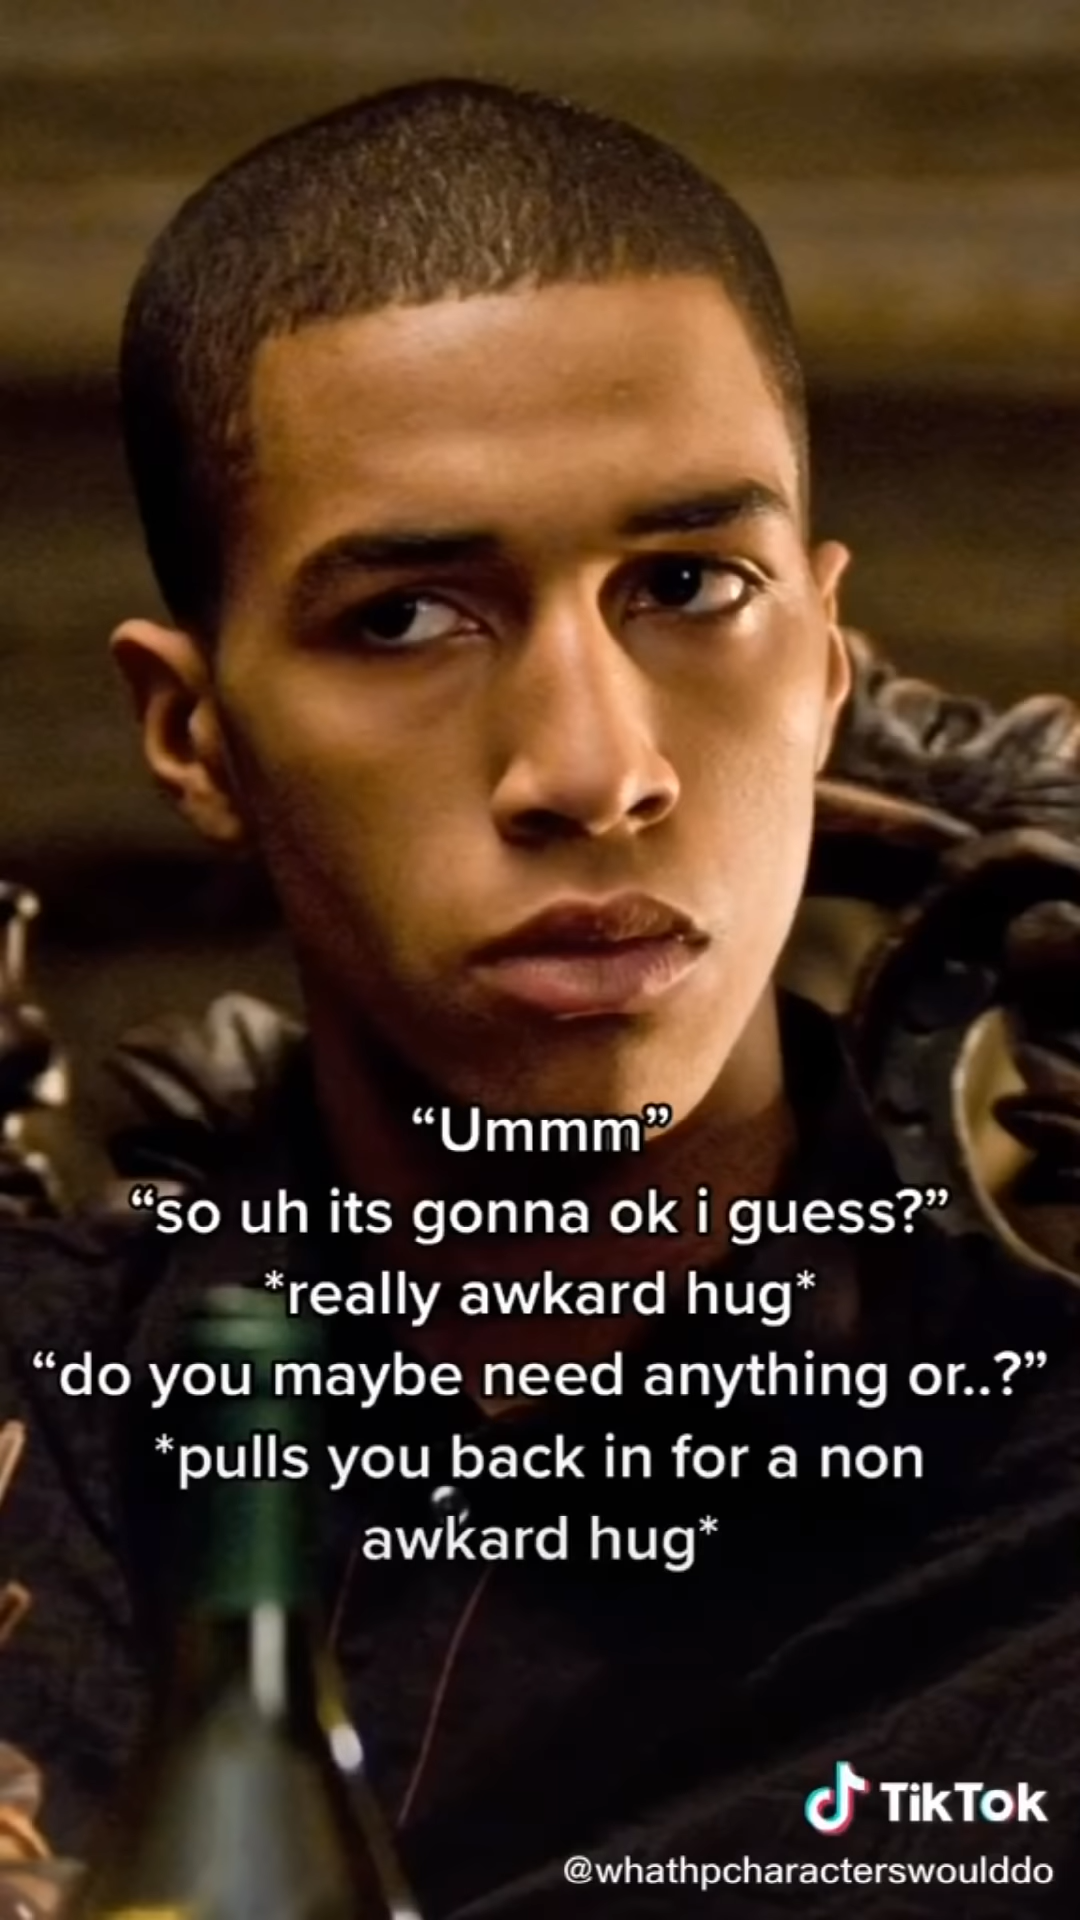 “Ummm”
“so uh its gonna ok i guess?”
*really awkard hug*
“do you maybe need anything or..?”
*pulls you back in for a non
awkard hug*
TikTok
@whathpcharacterswoulddo